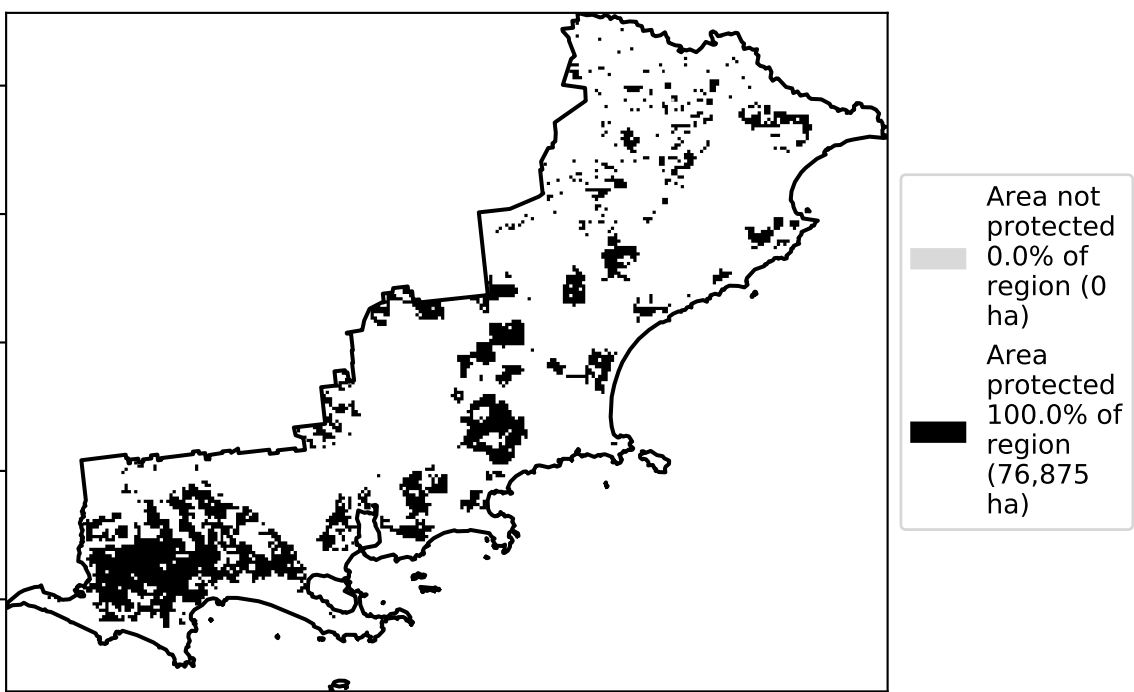 Area not
protected
0.0% of
region (0
ha)
Area
protected
100.0% of
region
(76,875
ha)